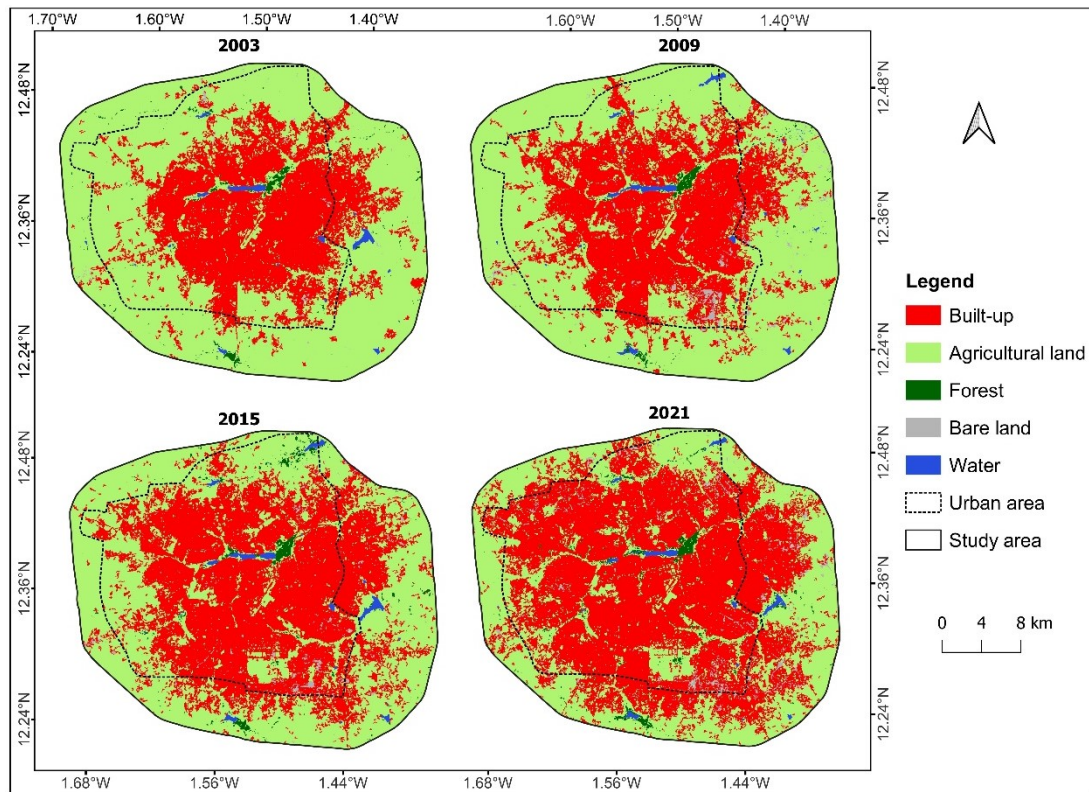 1.70°W 1.60°W 1.50°W 1.40°W 1.60°W 1.50°W 1.40°W
2003 2009
12.48°N 12.48°N
12.36°N 12.36°N
12.24°N 12.24°N
Legend
Built-up
Agricultural land
Forest
Bare land
Water
Urban area
Study area
0 4 8 km
2015 2021
12.48°N 12.48°N
12.36°N 12.36°N
12.24°N 12.24°N
1.68°W 1.56°W 1.44°W 1.68°W 1.56°W 1.44°W